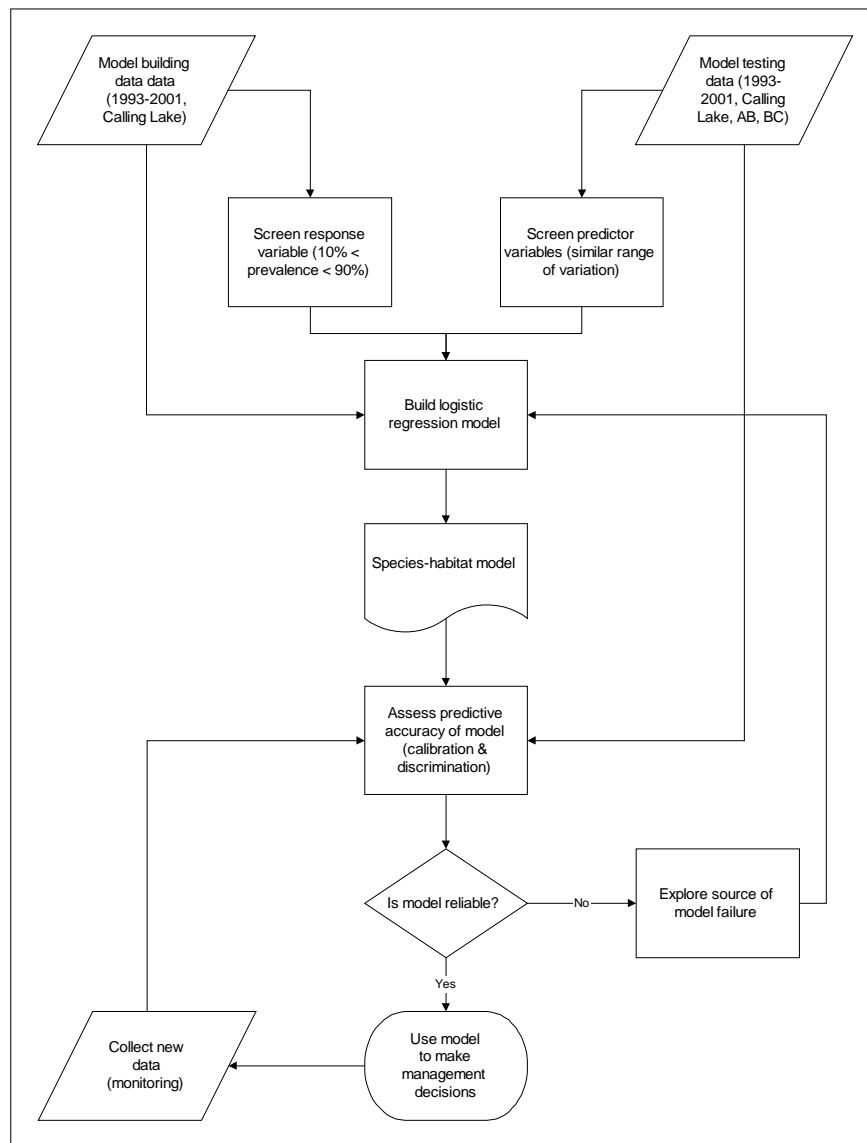 Model building
data data
(1993-2001,
Calling Lake)
Model testing
data (1993-
2001, Calling
Lake, AB, BC)
Screen response
variable (10% <
prevalence < 90%)
Screen predictor
variables (similar range
of variation)
Build logistic
regression model
Species-habitat model
Assess predictive
accuracy of model
(calibration &
discrimination)
Is model reliable?
No
Explore source of
model failure
Yes
Use model
to make
management
decisions
Collect new
data
(monitoring)